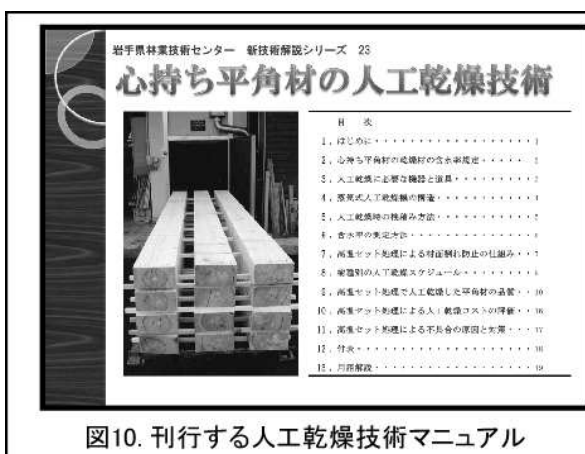 岩手県林業技術センター 新技術解説シリーズ 23
心持ち平角材の人工乾燥技術
目 次
1．はじめに・・・・・・・・・・・・・・・・・・1
2．心持ち平角材の乾燥材の含水率規定・・・・・2
3．人工乾燥に必要な機器と道具・・・・・・・・2
4．蒸気式人工乾燥機の構造・・・・・・・・・・
5．人工乾燥時の桟積み方法・・・・・・・・・・5
6．含水率の測定方法・・・・・・・・・・・・・6
7．高温セット処理による材面割れ防止の仕組み・・7
8．樹種別の人工乾燥スケジュール・・・・・・・
9．高温セット処理で人工乾燥した平角材の品質・・10
10．高温セット処理による人工乾燥コストの評価・・16
11．高温セット処理による不具合の原因と対策・・17
12．付表・・・・・・・・・・・・・・・・・・18
13．用語解説・・・・・・・・・・・・・・・・19
図10. 刊行する人工乾燥技術マニュアル